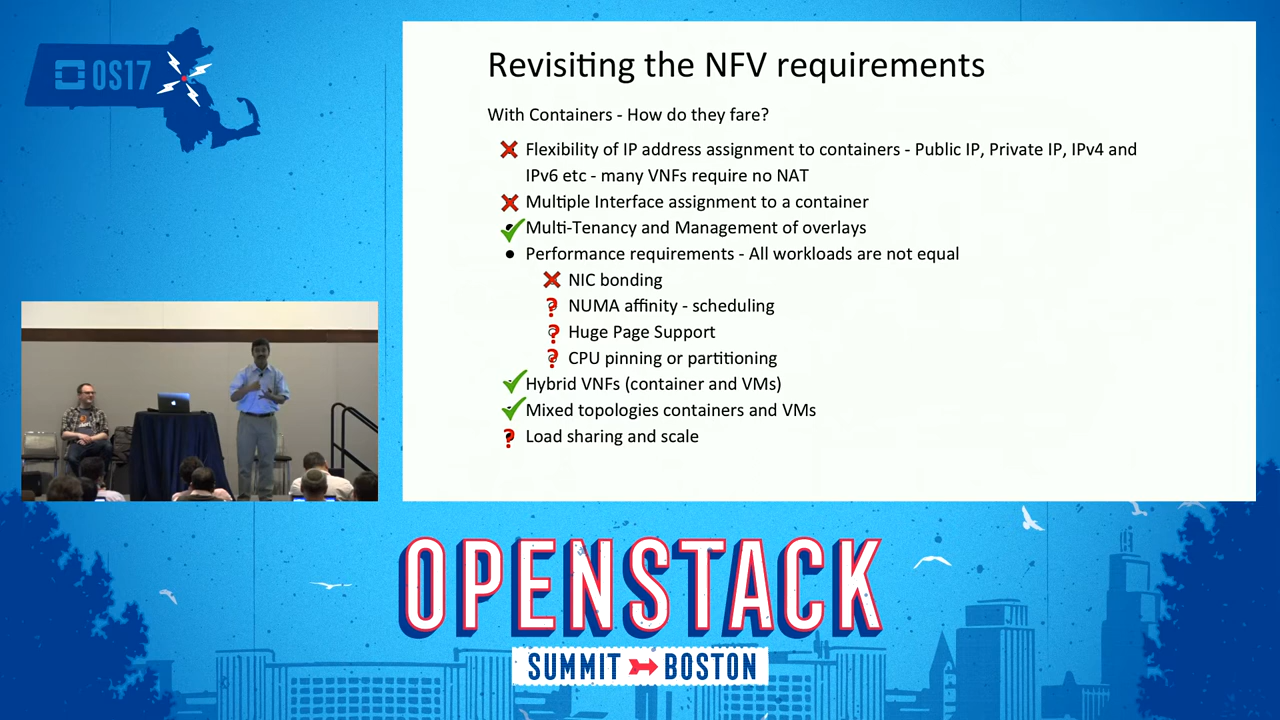 OS17
Revisiting the NFV requirements
With Containers - How do they fare?
Flexibility of IP address assignment to containers - Public IP, Private IP, IPv4 and
IPv6 etc - many VNFs require no NAT
Multiple Interface assignment to a container
Multi-Tenancy and Management of overlays
Performance requirements - All workloads are not equal
NIC bonding
NUMA affinity - scheduling
Huge Page Support
CPU pinning or partitioning
Hybrid VNFs (container and VMs)
Mixed topologies containers and VMs
Load sharing and scale
OPENSTACK
SUMMIT BOSTON